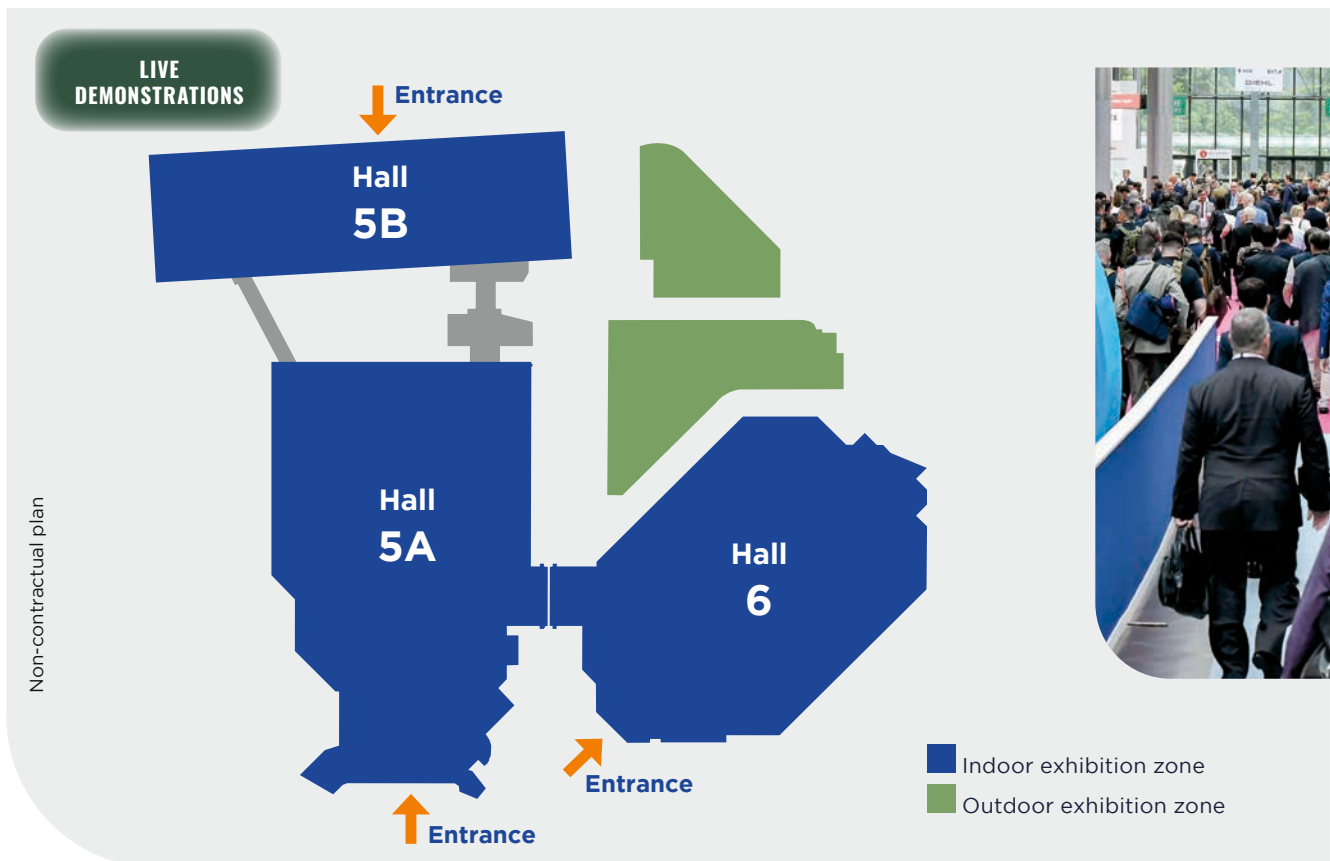 LIVE
DEMONSTRATIONS
Entrance
Hall
5B
Hall
5A
Hall
6
Entrance
Entrance
Indoor exhibition zone
Outdoor exhibition zone
Non-contractual plan
DIEHL